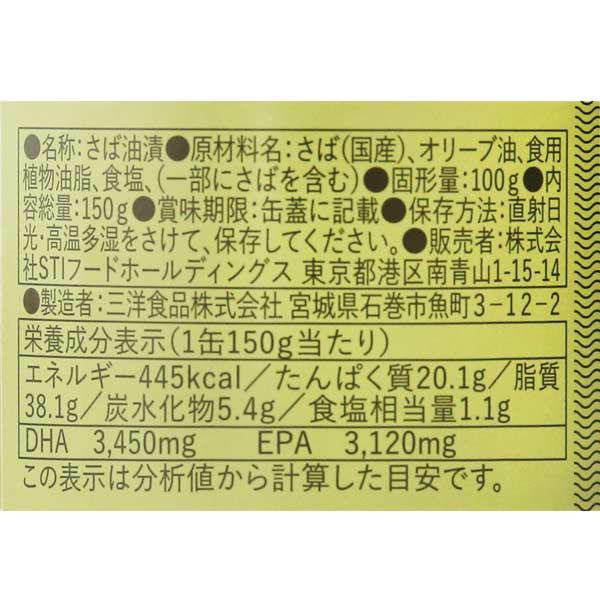 ●名称:さば油漬●原材料名:さば(国産)、オリーブ油、食用
植物油脂、食塩、(一部にさばを含む)●固形量:100g●内
容総量:150g●賞味期限:缶蓋に記載●保存方法:直射日
光・高温多湿をさけて、保存してください。●販売者:株式会
社STIフードホールディングス 東京都港区南青山1-15-14
●製造者:三洋食品株式会社 宮城県石巻市魚町3-12-2
栄養成分表示(1缶150g当たり)
エネルギー445kcal/たんぱく質20.1g/脂質
38.1g/炭水化物5.4g/食塩相当量1.1g
DHA 3,450mg EPA 3,120mg
この表示は分析値から計算した目安です。